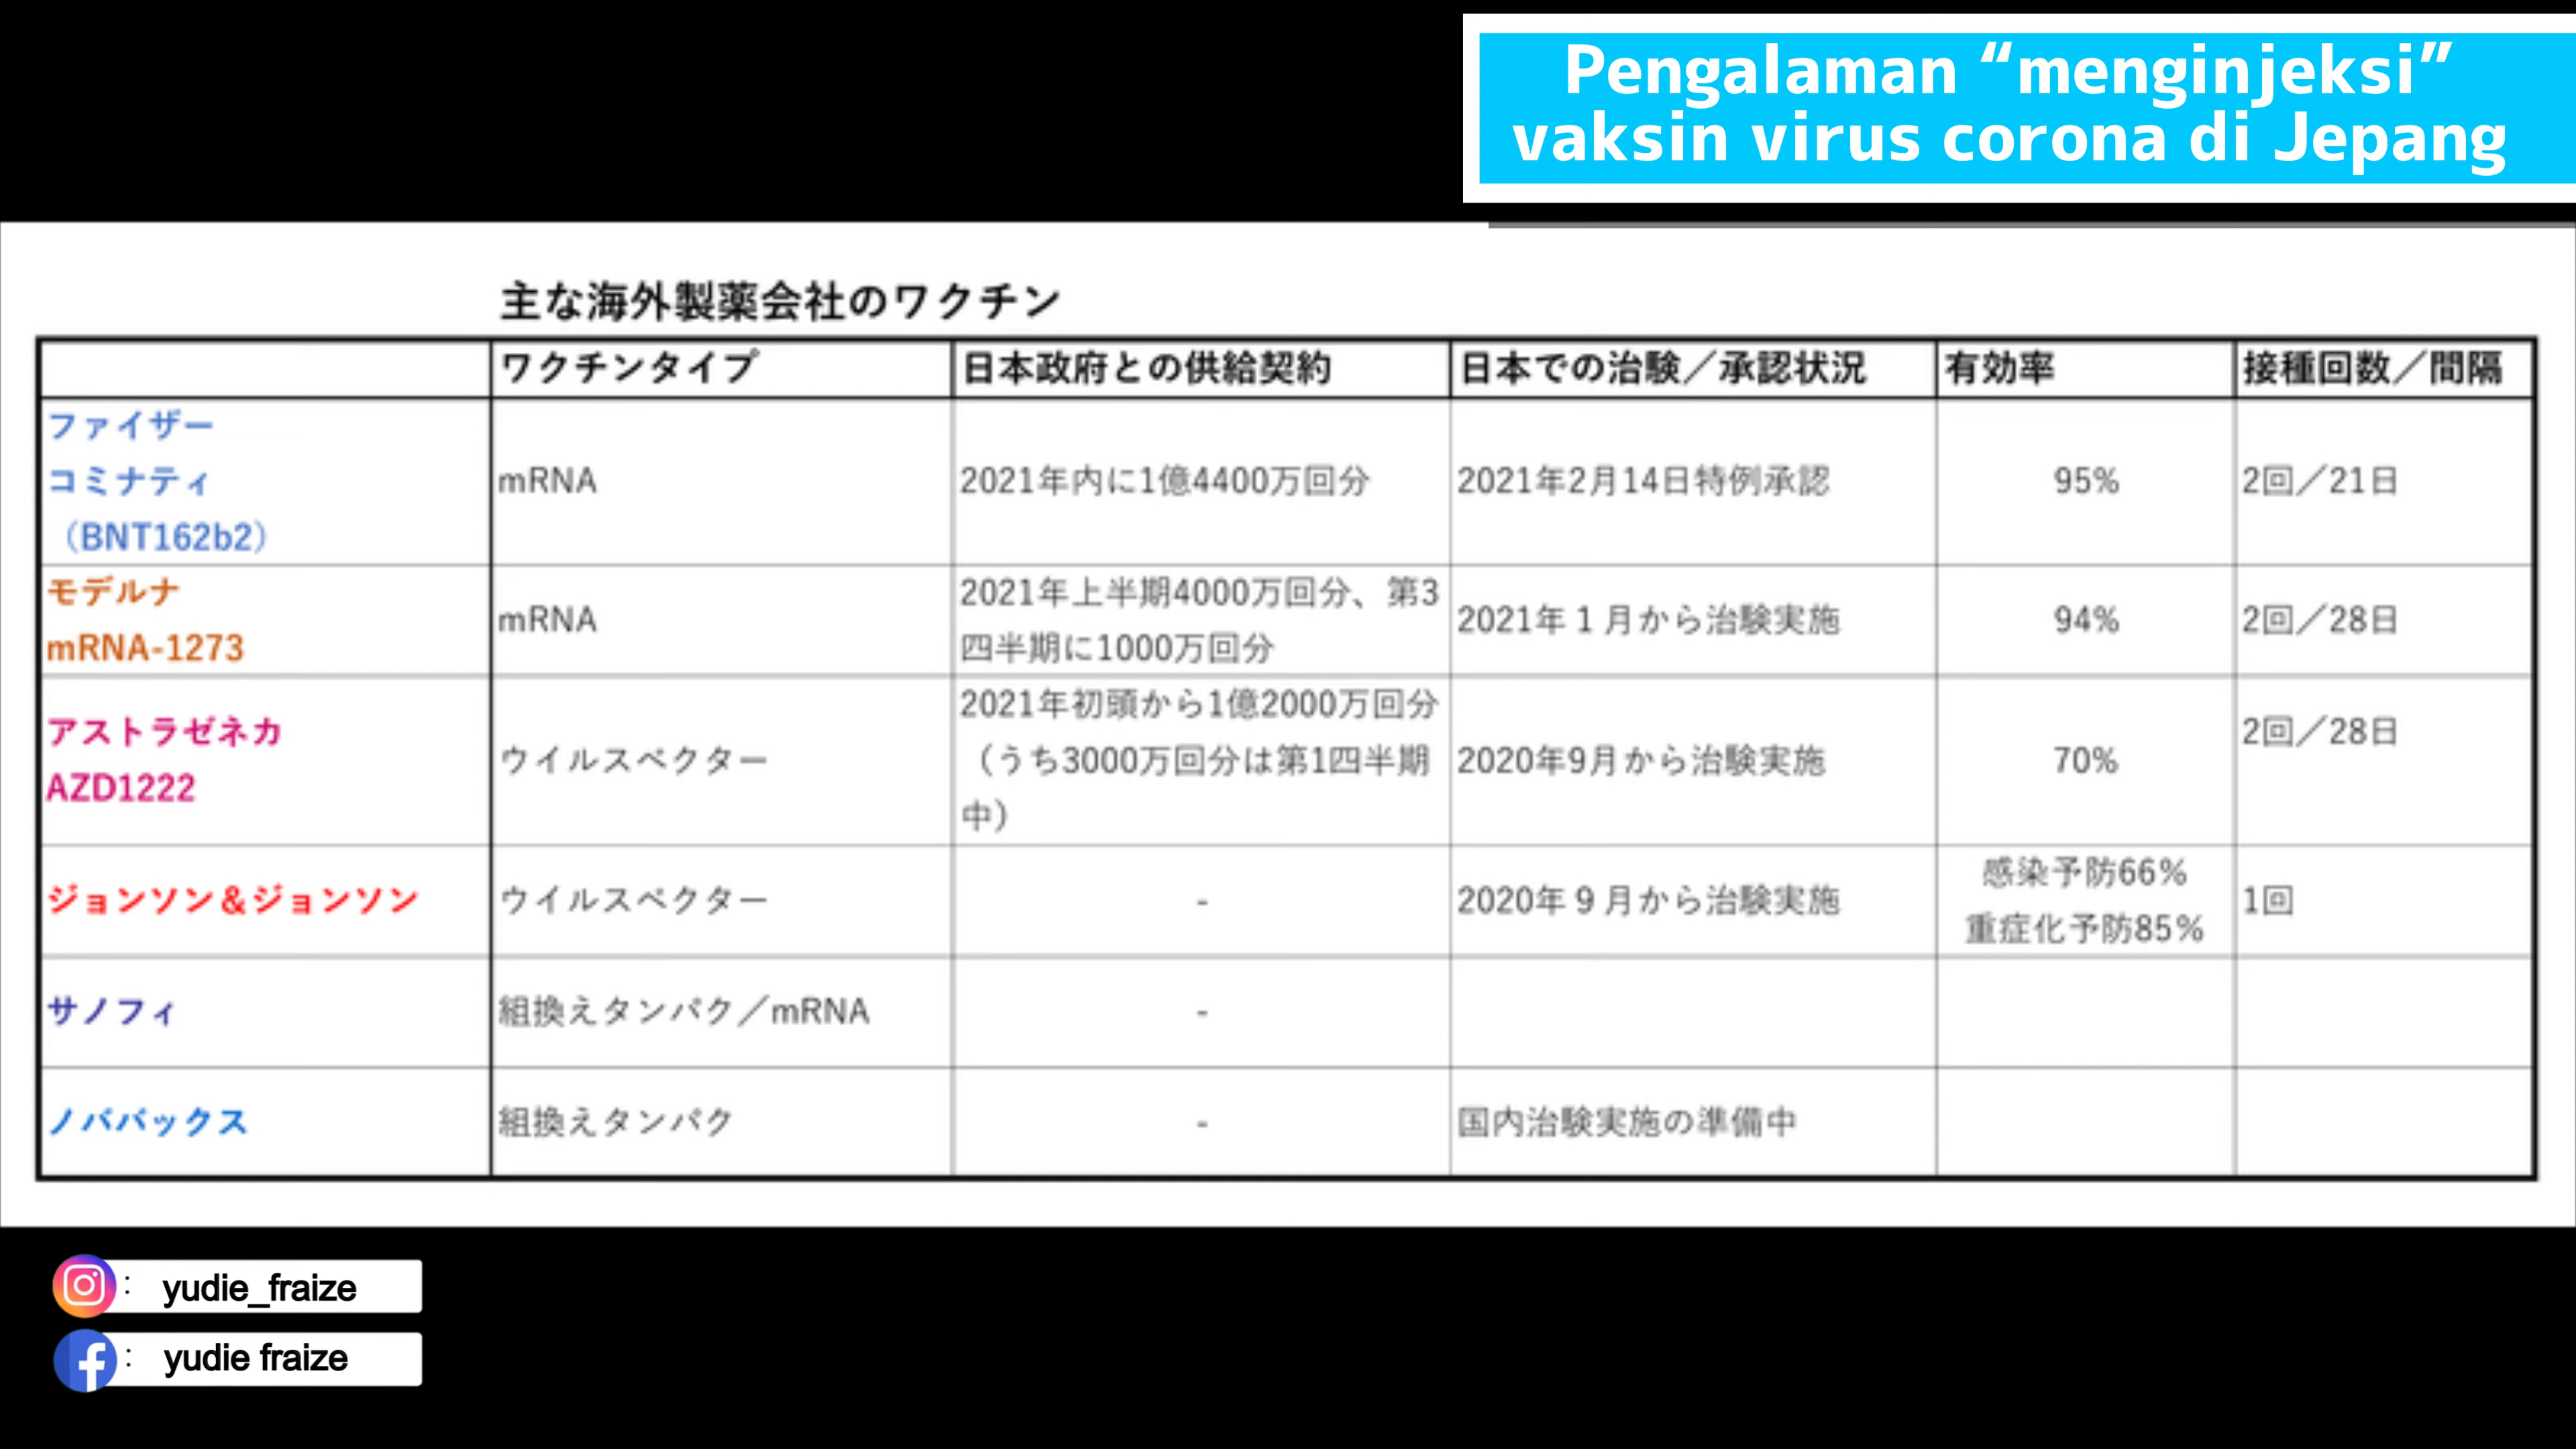 Pengalaman “menginjeksi”
vaksin virus corona di Jepang
主な海外製薬会社のワクチン
ワクチンタイプ 日本政府との供給契約 日本での治験／承認状況 有効率 接種回数／間隔
ファイザー
コミナティ
（BNT162b2）
mRNA
2021年内に1億4400万回分
2021年2月14日特例承認
95%
2回／21日
モデルナ
mRNA-1273
mRNA
2021年上半期4000万回分、第3
四半期に1000万回分
2021年１月から治験実施
94%
2回／28日
アストラゼネカ
AZD1222
ウイルスベクター
2021年初頭から1億2000万回分
（うち3000万回分は第1四半期
中）
2020年9月から治験実施
70%
2回／28日
ジョンソン＆ジョンソン
ウイルスベクター
-
2020年９月から治験実施
感染予防66%
重症化予防85%
1回
サノフィ
組換えタンパク／mRNA
-
ノババックス
組換えタンパク
-
国内治験実施の準備中
: yudie_fraize
: yudie fraize